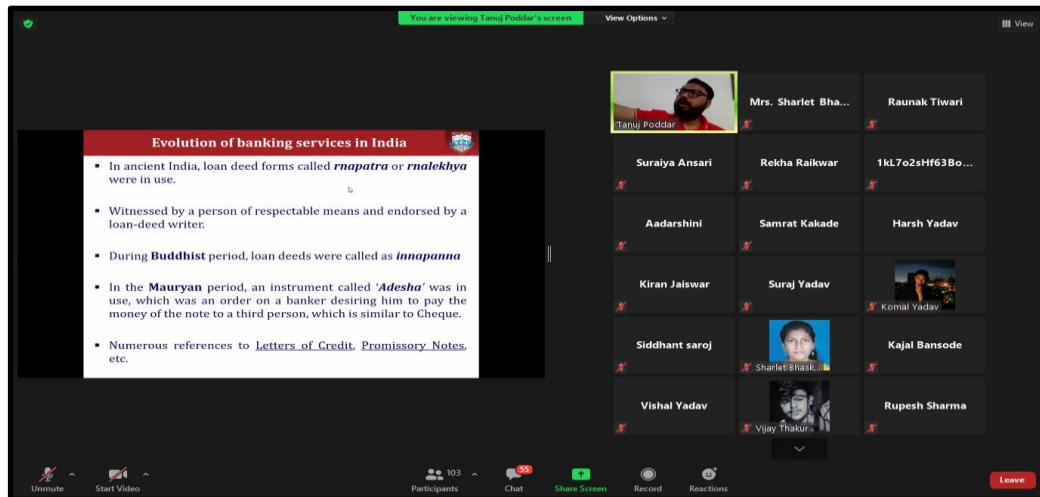 You are viewing Tanuj Poddar's screen View Options
View
Evolution of banking services in India
▪ In ancient India, loan deed forms called rnapatra or rnalekhya
were in use.
▪ Witnessed by a person of respectable means and endorsed by a
loan-deed writer.
▪ During Buddhist period, loan deeds were called as innapanna
▪ In the Mauryan period, an instrument called 'Adesha' was in
use, which was an order on a banker desiring him to pay the
money of the note to a third person, which is similar to Cheque.
▪ Numerous references to Letters of Credit, Promissory Notes,
etc.
Tanuj Poddar
Mrs. Sharlet Bha...
Raunak Tiwari
Suraiya Ansari
Rekha Raikwar
1kL7o2sHf63Bo...
Aadarshini
Samrat Kakade
Harsh Yadav
Kiran Jaiswar
Suraj Yadav
Komal Yadav
Siddhant saroj
Sharlet Bhask...
Kajal Bansode
Vishal Yadav
Vijay Thakur
Rupesh Sharma
Unmute
Start Video
103
Participants
55
Chat
Share Screen
Record
Reactions
Leave